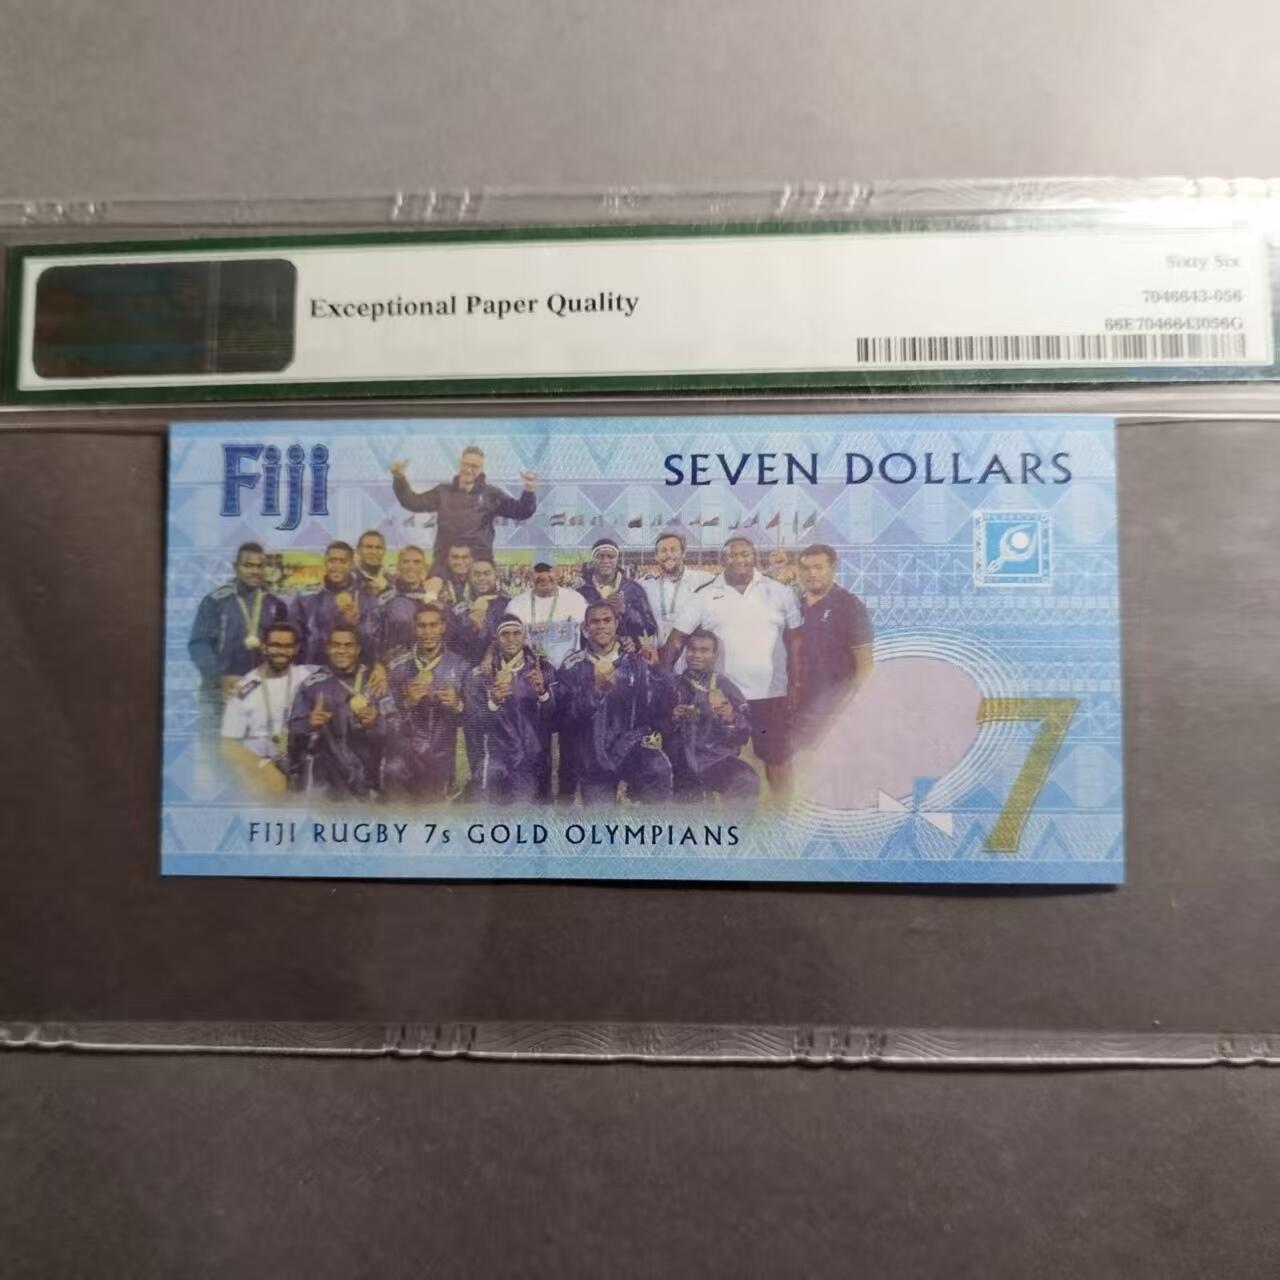 Sixty Six
Exceptional Paper Quality
7046643-056
66E7046643056G
Fiji
SEVEN DOLLARS
7
FIJI RUGBY 7s GOLD OLYMPIANS